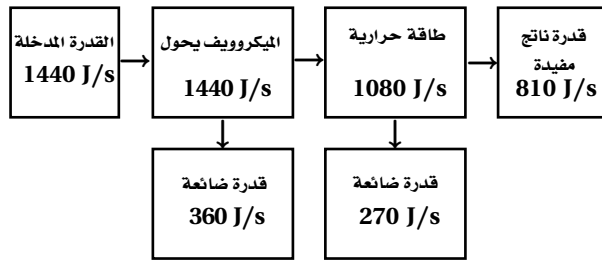 القدرة المدخلة
1440 J/s
الميكروويف يحول
1440 J/s
طاقة حرارية
1080 J/s
قدرة ناتج
مفيدة
810 J/s
قدرة ضائعة
360 J/s
قدرة ضائعة
270 J/s